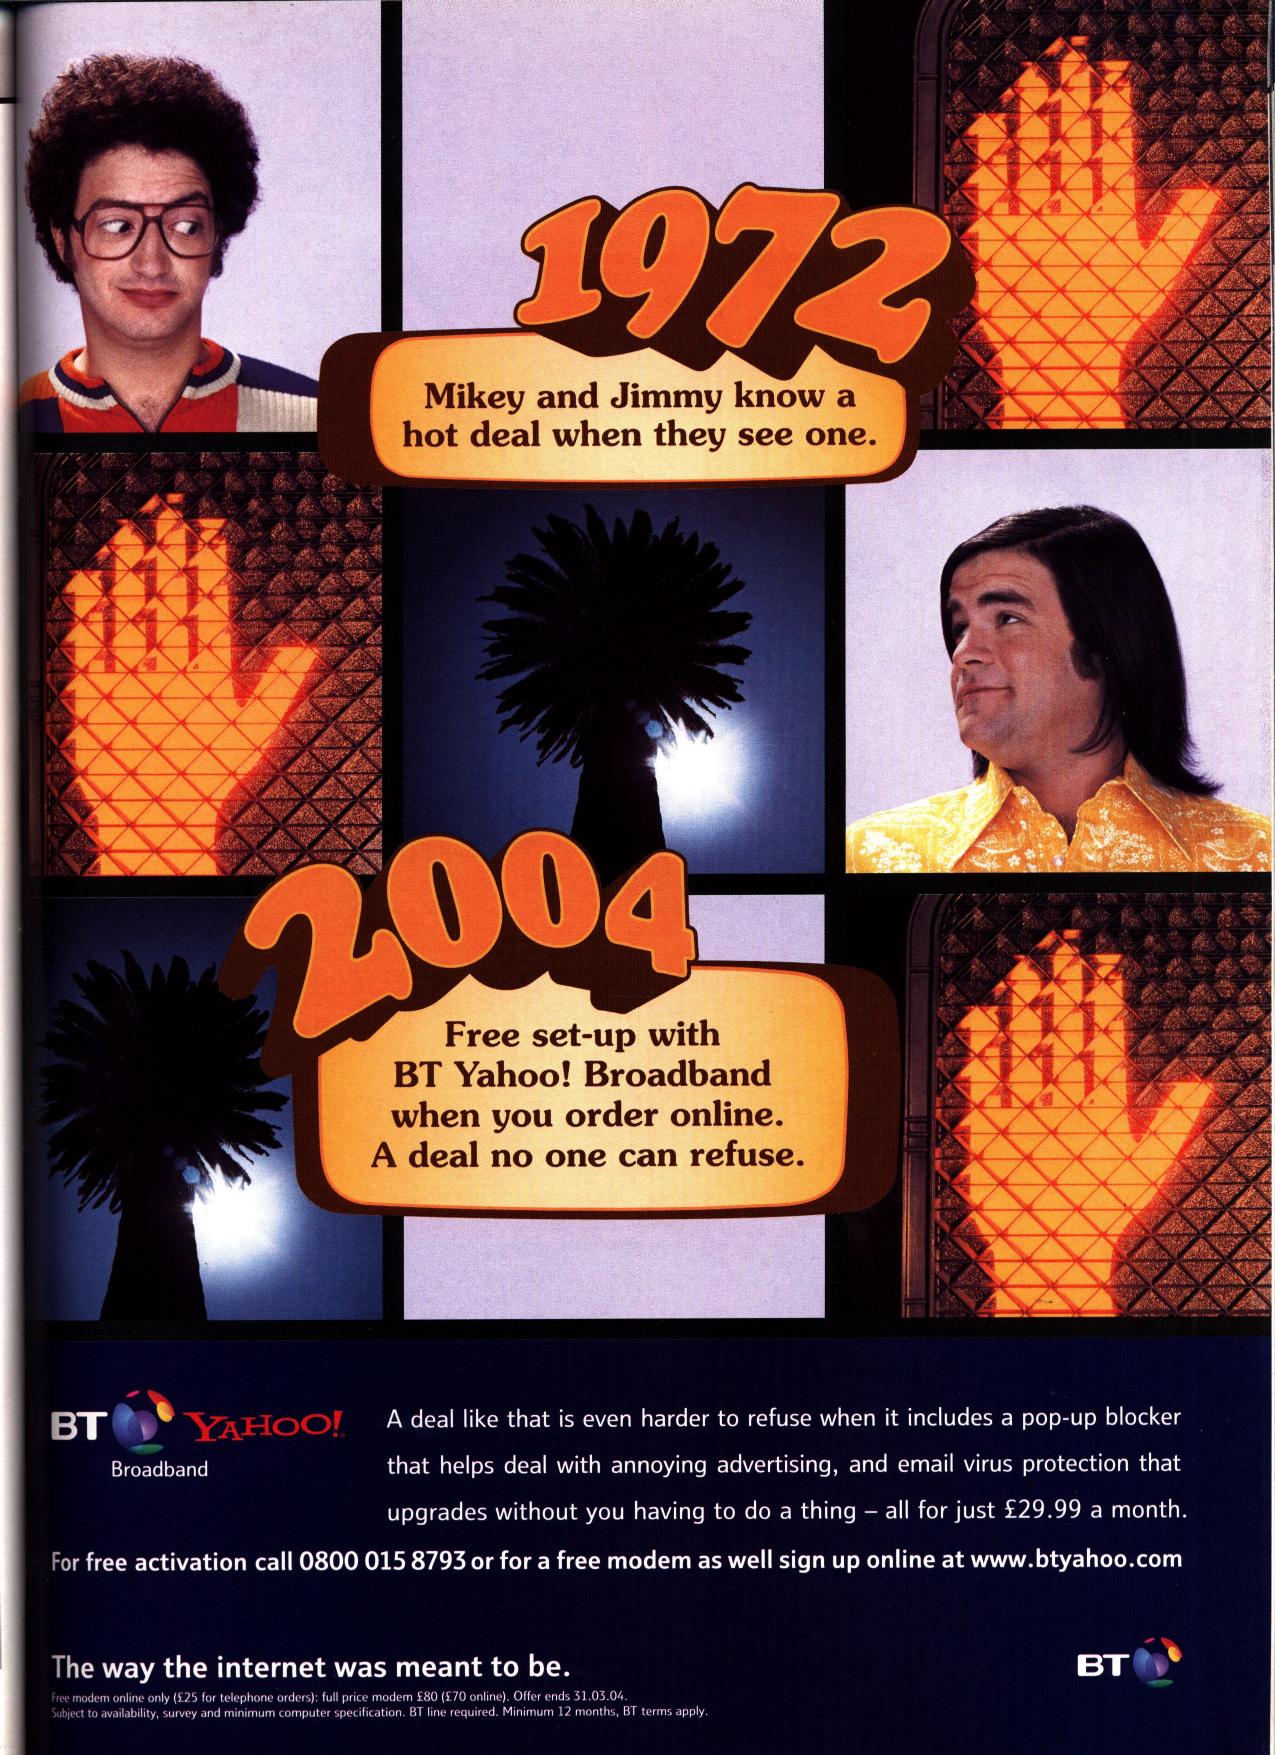 1972
Mikey and Jimmy know a
hot deal when they see one.
2004
Free set-up with
BT Yahoo! Broadband
when you order online.
A deal no one can refuse.
BT YAHOO!
Broadband
A deal like that is even harder to refuse when it includes a pop-up blocker
that helps deal with annoying advertising, and email virus protection that
upgrades without you having to do a thing – all for just £29.99 a month.
For free activation call 0800 015 8793 or for a free modem as well sign up online at www.btyahoo.com
The way the internet was meant to be.
BT
Free modem online only (£25 for telephone orders): full price modem £80 (£70 online). Offer ends 31.03.04.
Subject to availability, survey and minimum computer specification. BT line required. Minimum 12 months, BT terms apply.